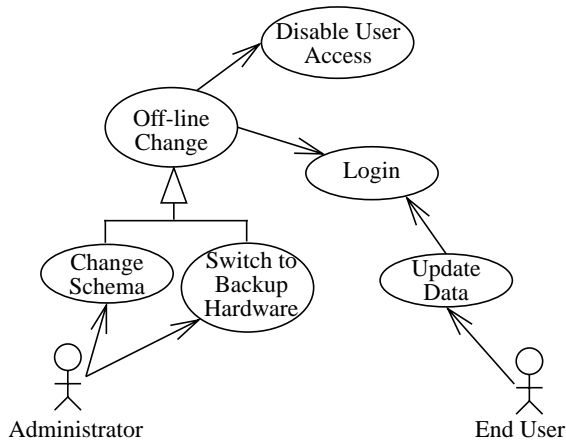 Disable User
Access
Off-line
Change
Login
Change
Schema
Switch to
Backup
Hardware
Update
Data
Administrator
End User